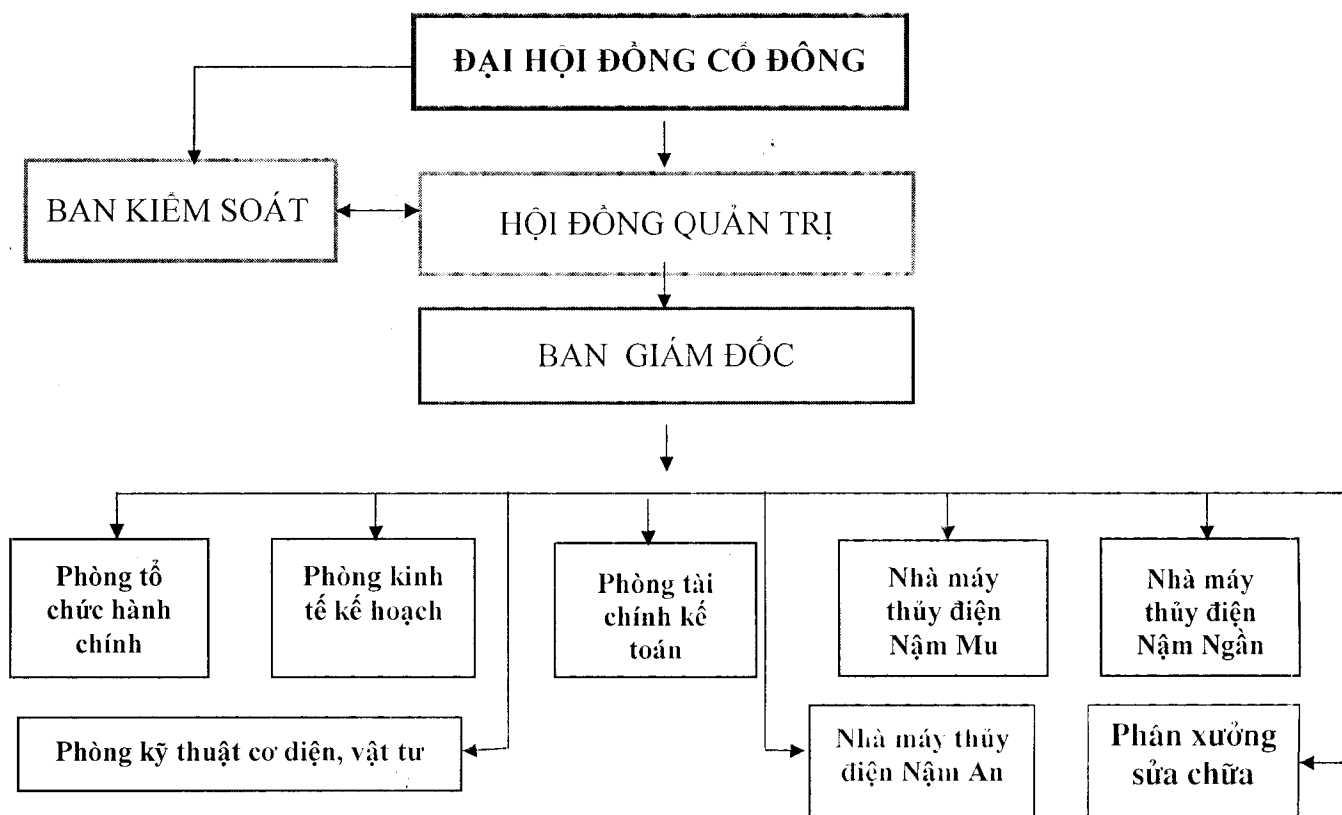 ĐẠI HỘI ĐỒNG CỔ ĐÔNG
BAN KIỂM SOÁT
HỘI ĐỒNG QUẢN TRỊ
BAN GIÁM ĐỐC
Phòng tổ
chức hành
chính
Phòng kinh
tế kế hoạch
Phòng tài
chính kế
toán
Nhà máy
thủy điện
Nậm Mu
Nhà máy
thủy điện
Nậm Ngần
Phòng kỹ thuật cơ điện, vật tư
Nhà máy thủy
điện Nậm An
Phân xưởng
sửa chữa